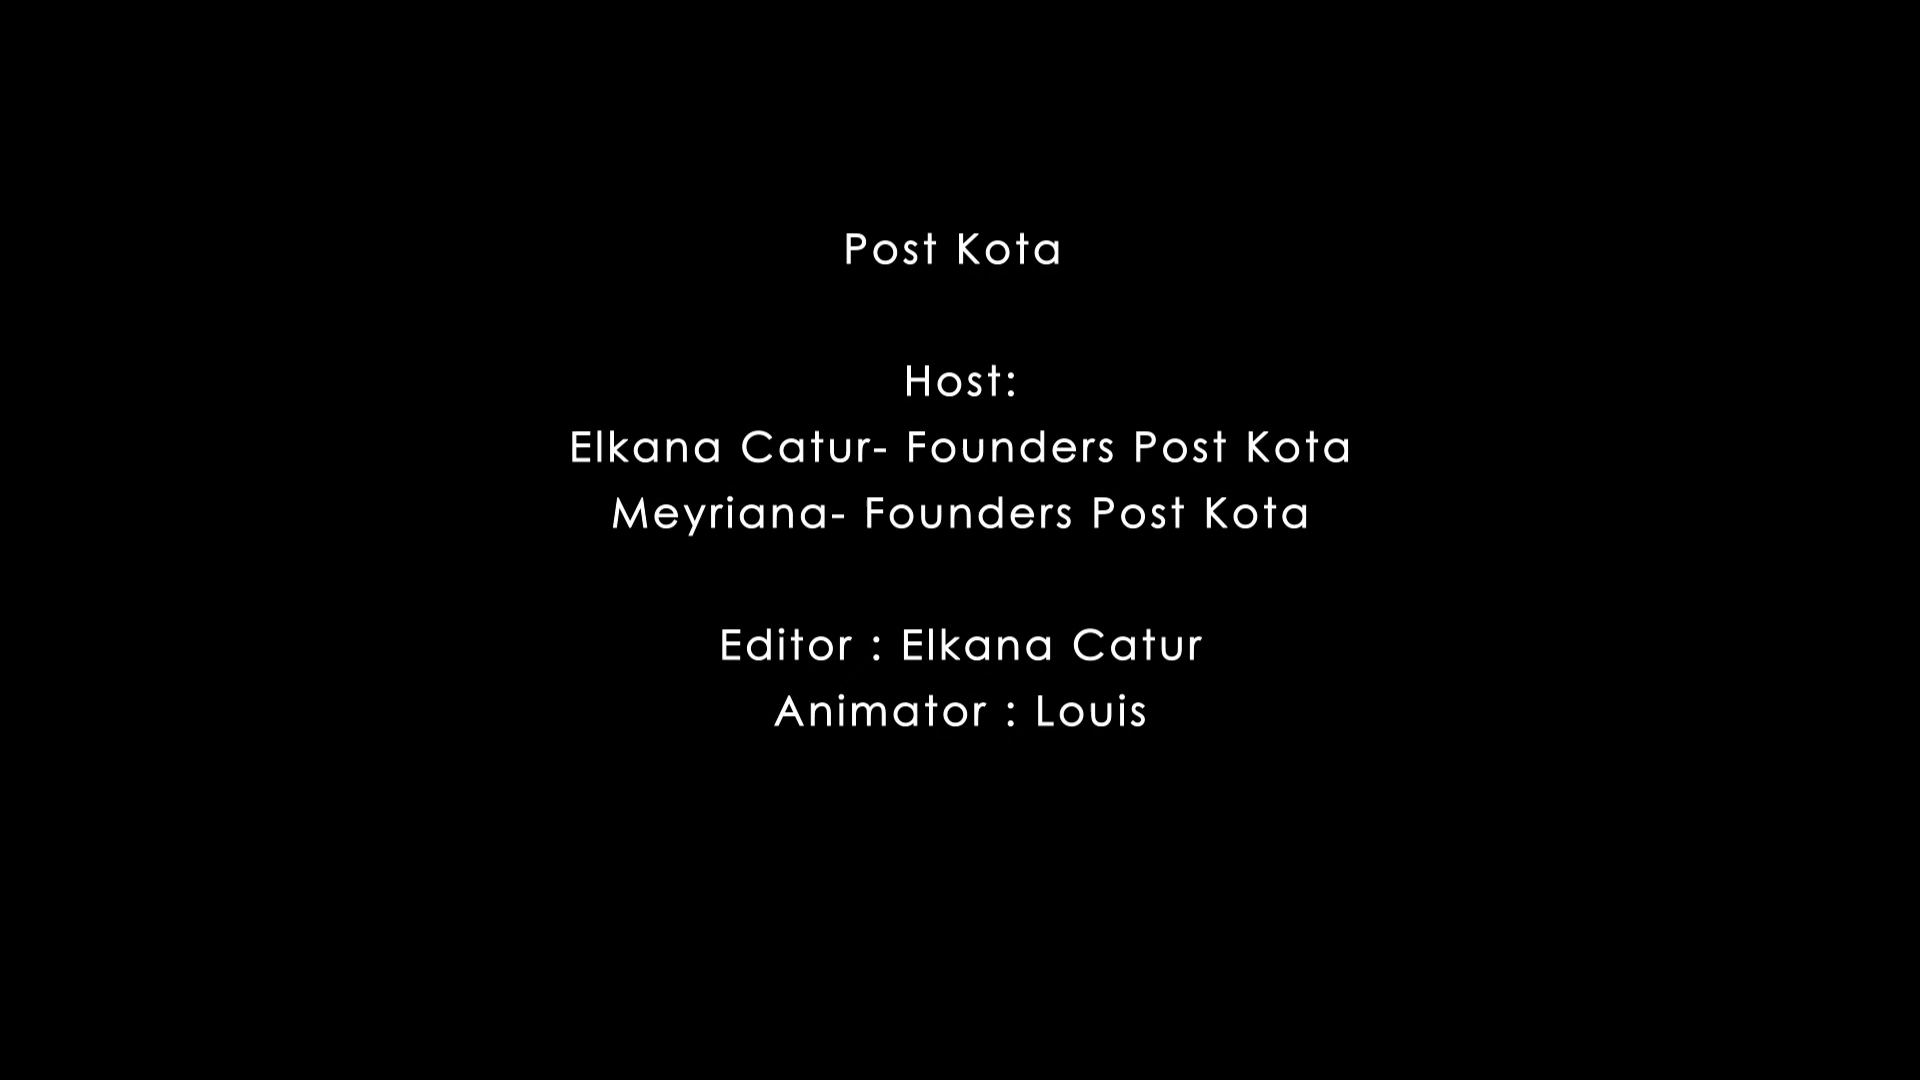 Post Kota
Host:
Elkana Catur- Founders Post Kota
Meyriana- Founders Post Kota
Editor : Elkana Catur
Animator : Louis